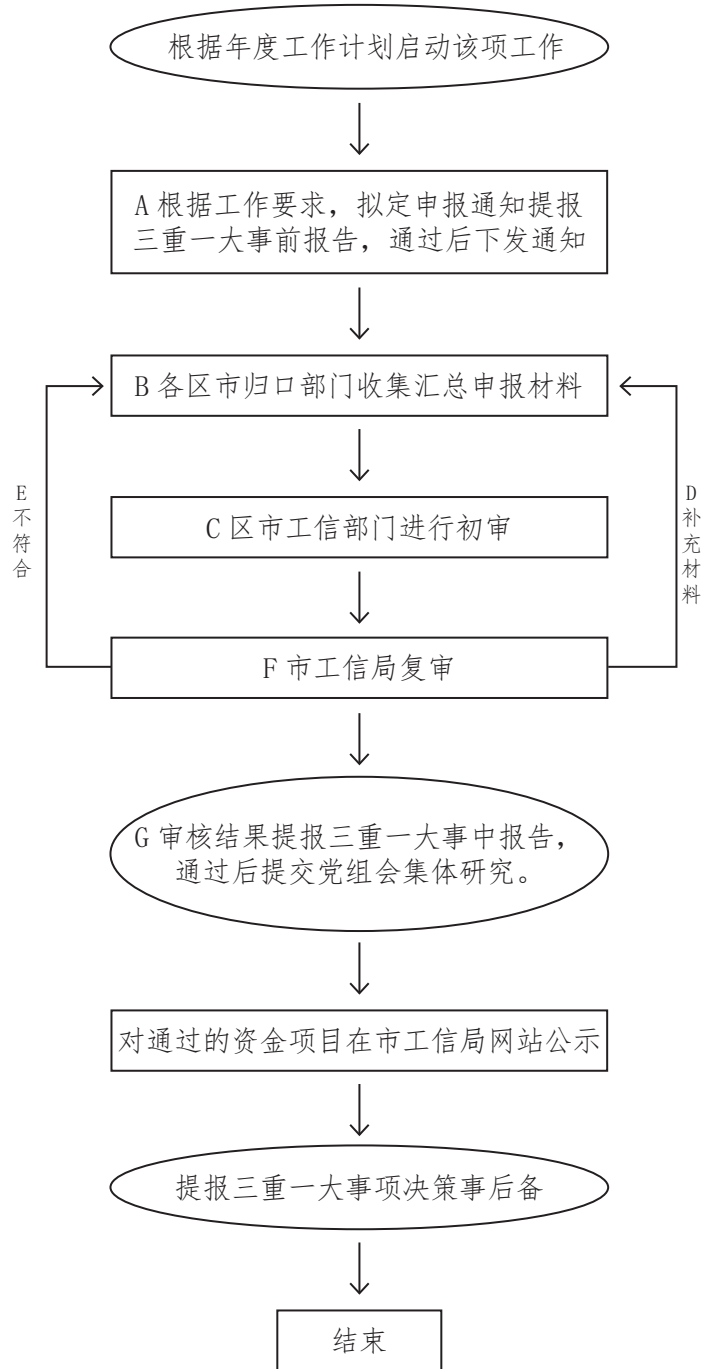 根据年度工作计划启动该项工作
A 根据工作要求，拟定申报通知提报
三重一大事前报告，通过后下发通知
B 各区市归口部门收集汇总申报材料
E不符合
C 区市工信部门进行初审
D补充材料
F 市工信局复审
G 审核结果提报三重一大事中报告，
通过后提交党组会集体研究。
对通过的资金项目在市工信局网站公示
提报三重一大事项决策事后备
结束